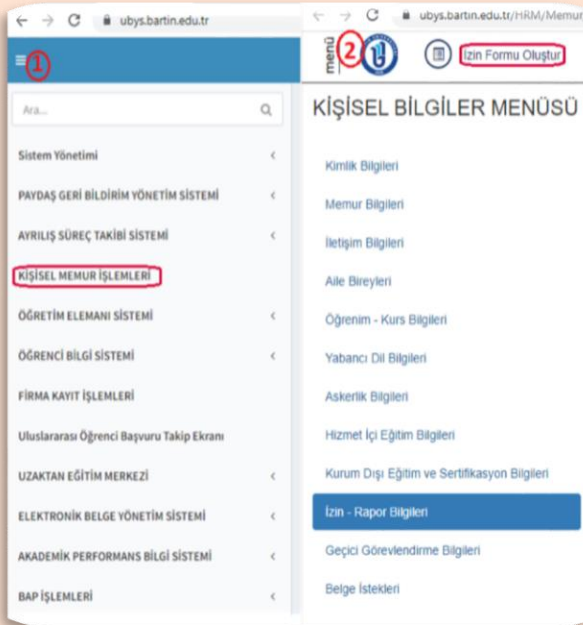 ubys.bartin.edu.tr
1
Ara...
Sistem Yönetimi
PAYDAŞ GERİ BİLDİRİM YÖNETİM SİSTEMİ
AYRILIŞ SÜREÇ TAKİBİ SİSTEMİ
KİŞİSEL MEMUR İŞLEMLERİ
ÖĞRETİM ELEMANI SİSTEMİ
ÖĞRENCİ BİLGİ SİSTEMİ
FİRMA KAYIT İŞLEMLERİ
Uluslararası Öğrenci Başvuru Takip Ekranı
UZAKTAN EĞİTİM MERKEZİ
ELEKTRONİK BELGE YÖNETİM SİSTEMİ
AKADEMİK PERFORMANS BİLGİ SİSTEMİ
BAP İŞLEMLERİ
ubys.bartin.edu.tr/HRM/Memur
menü
2
İzin Formu Oluştur
KİŞİSEL BİLGİLER MENÜSÜ
Kimlik Bilgileri
Memur Bilgileri
İletişim Bilgileri
Aile Bireyleri
Öğrenim - Kurs Bilgileri
Yabancı Dil Bilgileri
Askerlik Bilgileri
Hizmet İçi Eğitim Bilgileri
Kurum Dışı Eğitim ve Sertifikasyon Bilgileri
İzin - Rapor Bilgileri
Geçici Görevlendirme Bilgileri
Belge İstekleri